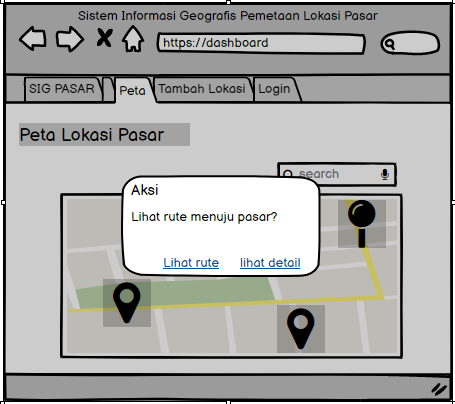 Sistem Informasi Geografis Pemetaan Lokasi Pasar
https://dashboard
SIG PASAR
Peta
Tambah Lokasi
Login
Peta Lokasi Pasar
search
Aksi
Lihat rute menuju pasar?
Lihat rute
lihat detail